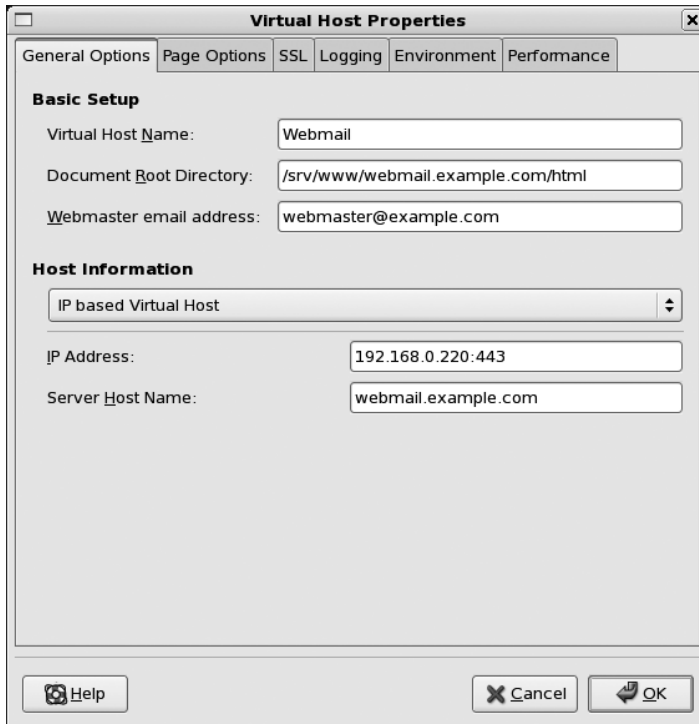 Virtual Host Properties
General Options Page Options SSL Logging Environment Performance
Basic Setup
Virtual Host Name: Webmail
Document Root Directory: /srv/www/webmail.example.com/html
Webmaster email address: webmaster@example.com
Host Information
IP based Virtual Host
IP Address: 192.168.0.220:443
Server Host Name: webmail.example.com
Help Cancel OK